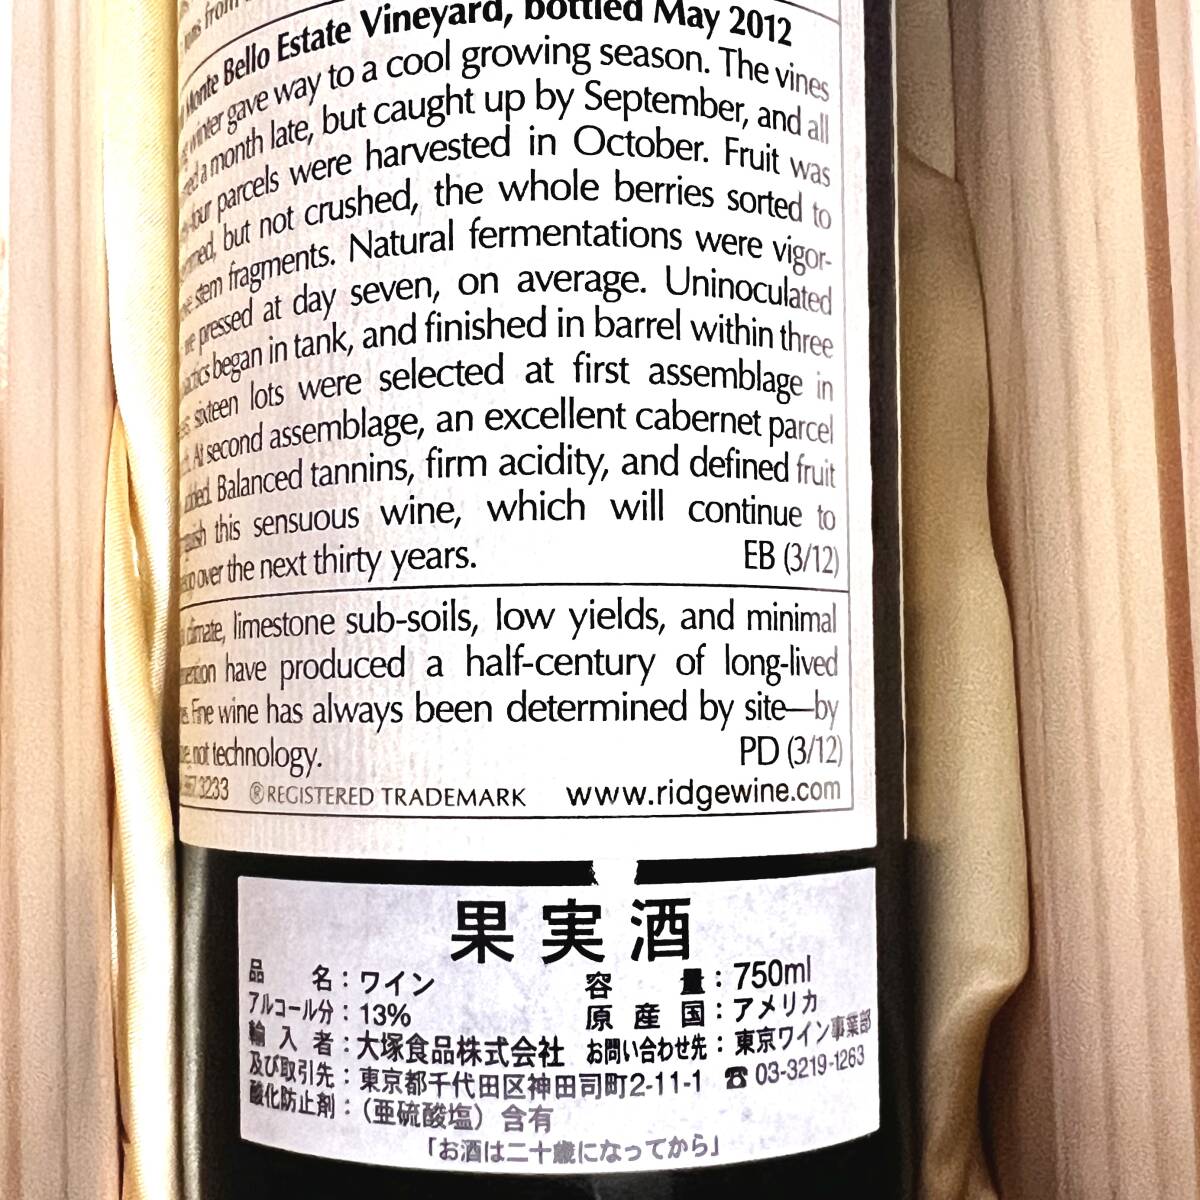 Monte Bello Estate Vineyard, bottled May 2012
winter gave way to a cool growing season. The vines
a month late, but caught up by September, and all
parcels were harvested in October. Fruit was
but not crushed, the whole berries sorted to
stem fragments. Natural fermentations were vigor-
pressed at day seven, on average. Uninoculated
began in tank, and finished in barrel within three
sixteen lots were selected at first assemblage in
At second assemblage, an excellent cabernet parcel
Balanced tannins, firm acidity, and defined fruit
this sensuous wine, which will continue to
over the next thirty years. EB (3/12)
climate, limestone sub-soils, low yields, and minimal
have produced a half-century of long-lived
Fine wine has always been determined by site—by
not technology. PD (3/12)
3233 ®REGISTERED TRADEMARK www.ridgewine.com
果実酒
品名：ワイン 容量：750ml
アルコール分：13% 原産国：アメリカ
輸入者：大塚食品株式会社 お問い合わせ先：東京ワイン事業部
及び取引先：東京都千代田区神田司町2-11-1 ☎03-3219-1263
酸化防止剤：（亜硫酸塩）含有
「お酒は二十歳になってから」